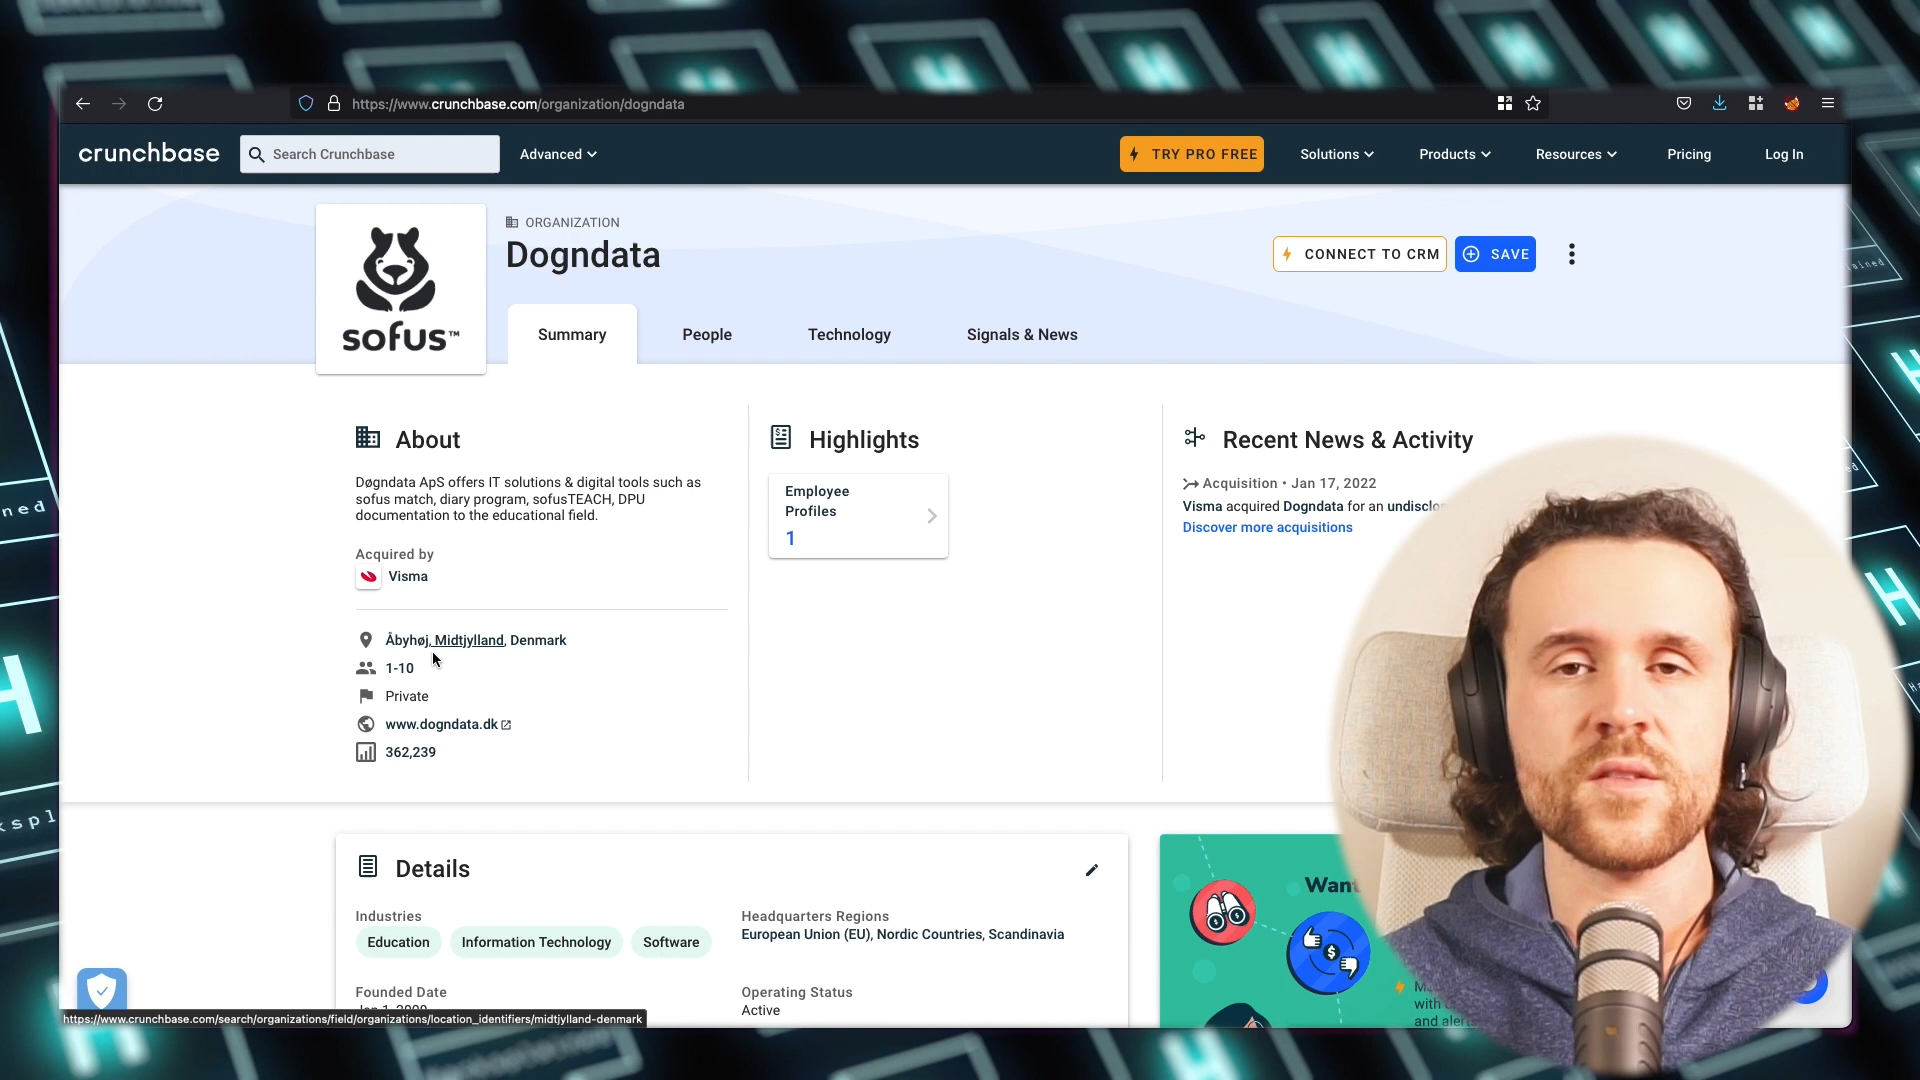 https://www.crunchbase.com/organization/dogndata
crunchbase
Search Crunchbase
Advanced
TRY PRO FREE
Solutions
Products
Resources
Pricing
Log In
sofus™
ORGANIZATION
Dogndata
CONNECT TO CRM
SAVE
Summary
People
Technology
Signals & News
About
Døgndata ApS offers IT solutions & digital tools such as
sofus match, diary program, sofusTEACH, DPU
documentation to the educational field.
Acquired by
Visma
Åbyhøj, Midtjylland, Denmark
1-10
Private
www.dogndata.dk
362,239
Highlights
Employee
Profiles
1
Recent News & Activity
Acquisition • Jan 17, 2022
Visma acquired Dogndata for an
Discover more acquisitions
Details
Industries
Education
Information Technology
Software
Headquarters Regions
European Union (EU), Nordic Countries, Scandinavia
Founded Date
Operating Status
Active
Want
with
and
https://www.crunchbase.com/search/organizations/field/organizations/location_identifiers/midtjylland-denmark